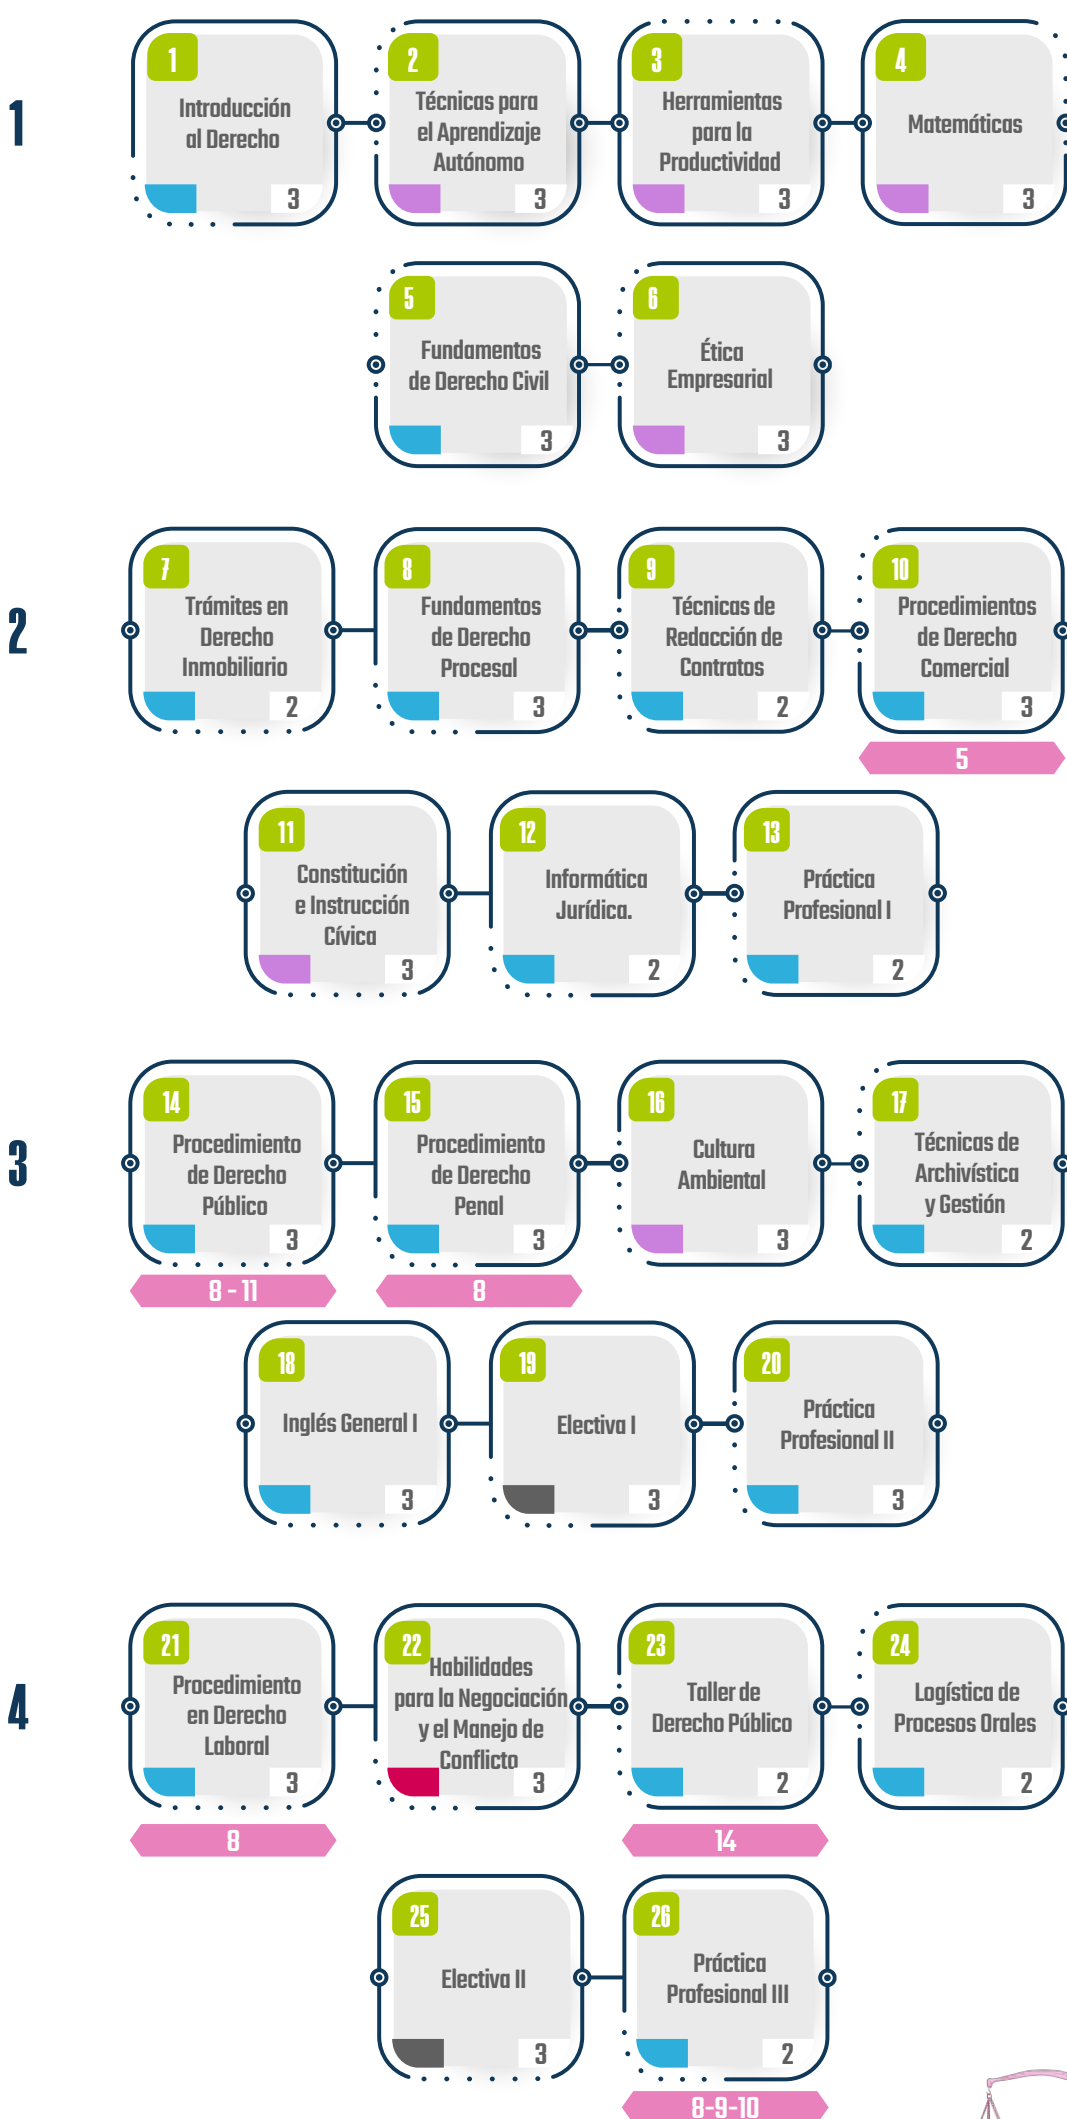 1
1
Introducción
al Derecho
3
2
Técnicas para
el Aprendizaje
Autónomo
3
3
Herramientas
para la
Productividad
3
4
Matemáticas
3
5
Fundamentos
de Derecho Civil
3
6
Ética
Empresarial
3
2
7
Trámites en
Derecho
Inmobiliario
2
8
Fundamentos
de Derecho
Procesal
3
9
Técnicas de
Redacción de
Contratos
2
10
Procedimientos
de Derecho
Comercial
3
5
11
Constitución
e Instrucción
Cívica
3
12
Informática
Jurídica.
2
13
Práctica
Profesional I
2
3
14
Procedimiento
de Derecho
Público
3
8 - 11
15
Procedimiento
de Derecho
Penal
3
8
16
Cultura
Ambiental
3
17
Técnicas de
Archivística
y Gestión
2
18
Inglés General I
3
19
Electiva I
3
20
Práctica
Profesional II
3
4
21
Procedimiento
en Derecho
Laboral
3
8
22
Habilidades
para la Negociación
y el Manejo de
Conflicto
3
23
Taller de
Derecho Público
2
14
24
Logística de
Procesos Orales
2
25
Electiva II
3
26
Práctica
Profesional III
2
8-9-10